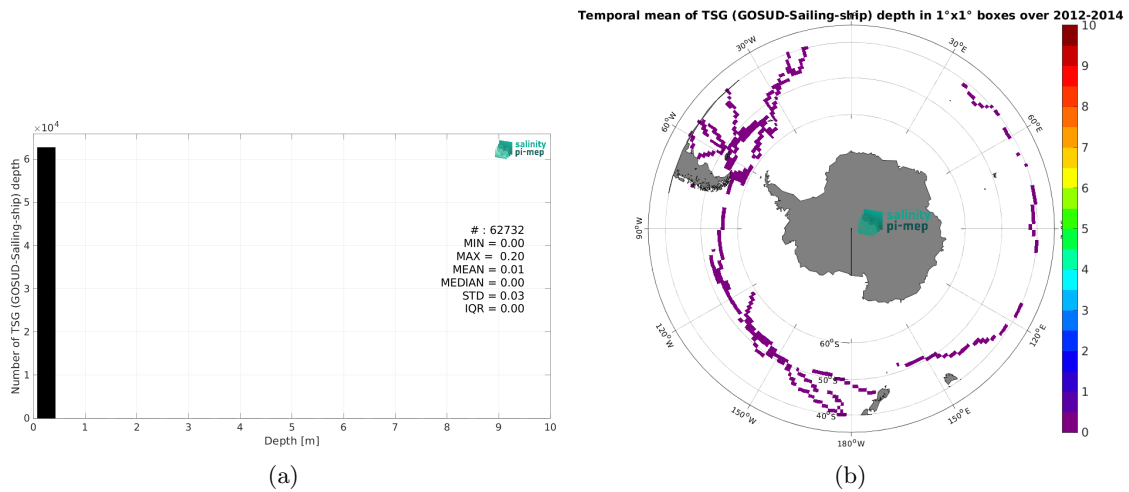 Temporal mean of TSG (GOSUD-Sailing-ship) depth in 1°x1° boxes over 2012-2014
×10⁴
6
5
4
3
2
1
0
Number of TSG (GOSUD-Sailing-ship) depth
0 1 2 3 4 5 6 7 8 9 10
Depth [m]
salinity
pi-mep
# : 62732
MIN = 0.00
MAX = 0.20
MEAN = 0.01
MEDIAN = 0.00
STD = 0.03
IQR = 0.00
(a)
30°W
30°E
60°W
60°E
90°W
120°W
120°E
150°W
150°E
180°W
60°S
50°S
40°S
salinity
pi-mep
10
9
8
7
6
5
4
3
2
1
0
(b)